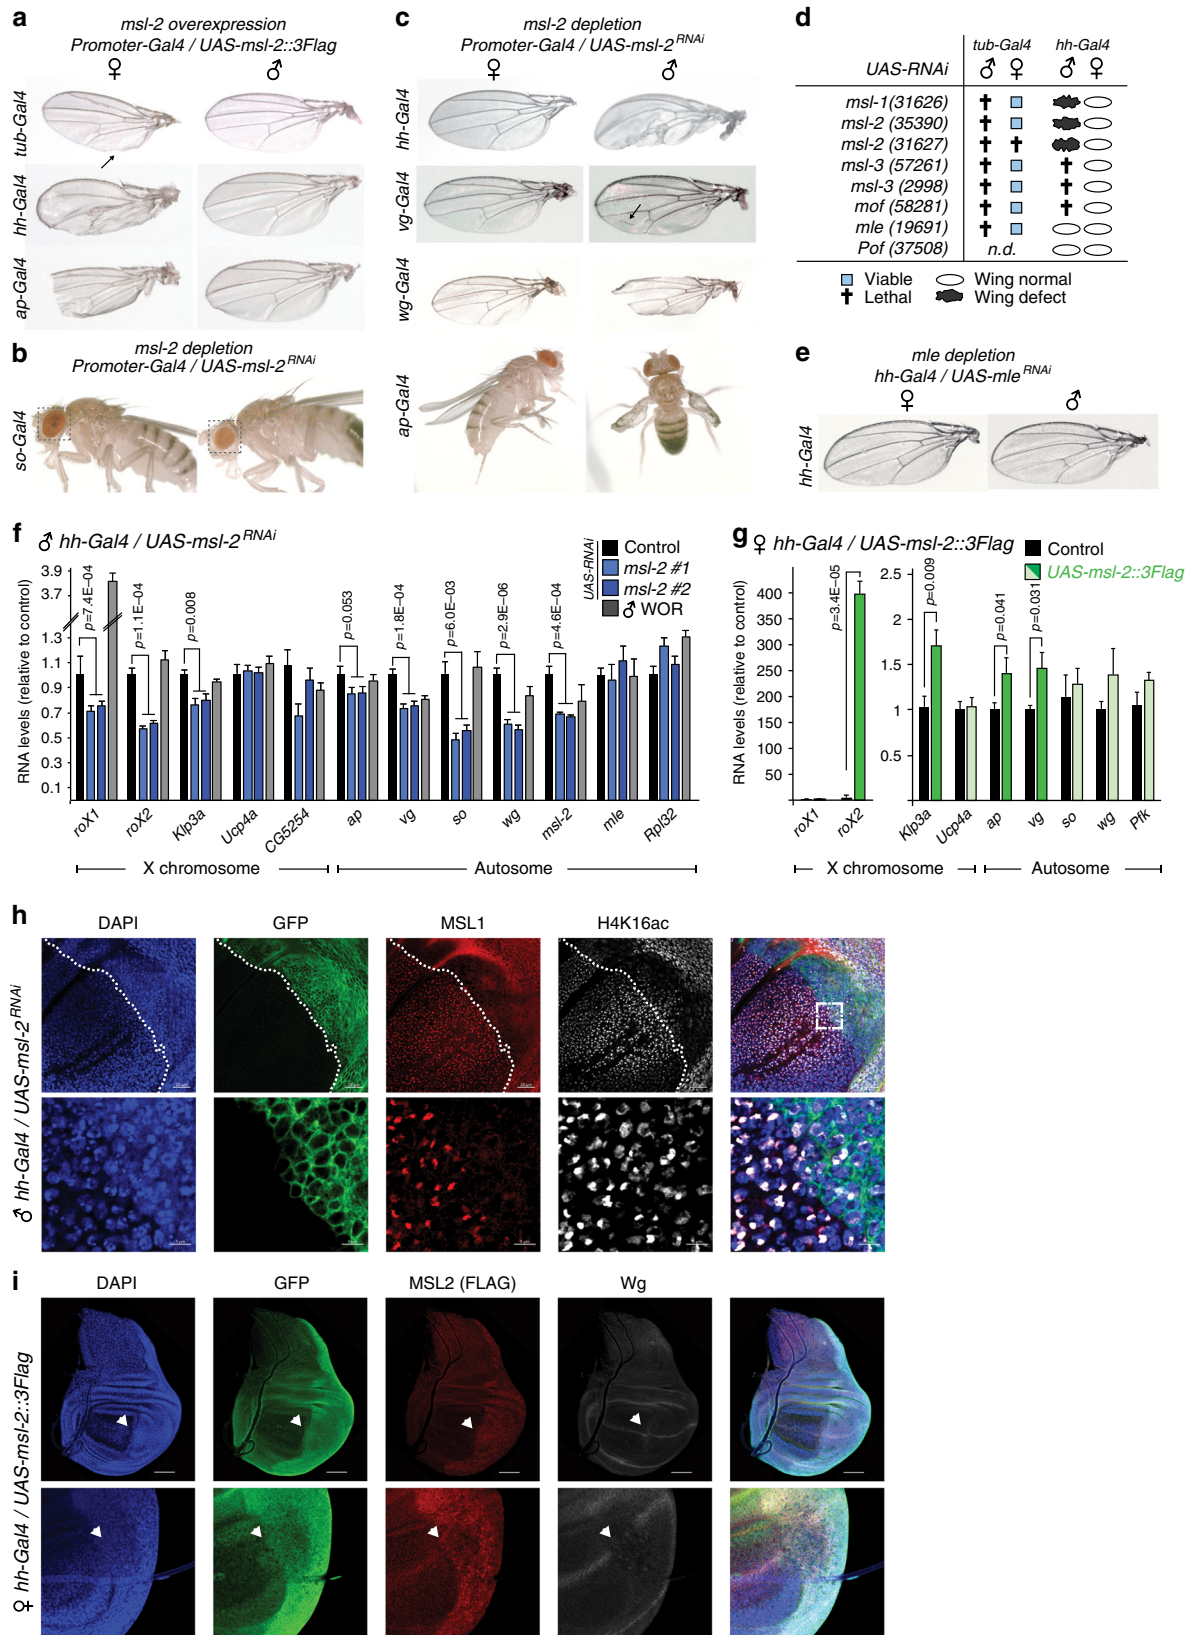 a
msl-2 overexpression
Promoter-Gal4 / UAS-msl-2::3Flag
♀ ♂
tub-Gal4
hh-Gal4
ap-Gal4
b
msl-2 depletion
Promoter-Gal4 / UAS-msl-2RNAi
so-Gal4
c
msl-2 depletion
Promoter-Gal4 / UAS-msl-2RNAi
♀ ♂
hh-Gal4
vg-Gal4
wg-Gal4
ap-Gal4
d
tub-Gal4 hh-Gal4
UAS-RNAi ♂ ♀ ♂ ♀
msl-1(31626)
msl-2 (35390)
msl-2 (31627)
msl-3 (57261)
msl-3 (2998)
mof (58281)
mle (19691)
Pof (37508) n.d.
Viable Wing normal
Lethal Wing defect
e
mle depletion
hh-Gal4 / UAS-mleRNAi
♀ ♂
hh-Gal4
f
♂ hh-Gal4 / UAS-msl-2RNAi
UAS-RNAi
Control
msl-2 #1
msl-2 #2
♂ WOR
RNA levels (relative to control)
3.9
3.7
1.3
1.1
0.9
0.7
0.5
0.3
0.1
p=7.4E–04
p=1.1E–04
p=0.008
p=0.053
p=1.8E–04
p=6.0E–03
p=2.9E–06
p=4.6E–04
roX1 roX2 Klp3a Ucp4a CG5254 ap vg so wg msl-2 mle Rpl32
X chromosome Autosome
g
♀ hh-Gal4 / UAS-msl-2::3Flag
Control
UAS-msl-2::3Flag
RNA levels (relative to control)
400
350
300
250
200
150
100
50
p=3.4E–05
roX1 roX2
2.5
2
1.5
1
0.5
p=0.009
p=0.041
p=0.031
Klp3a Ucp4a ap vg so wg Pfk
X chromosome Autosome
h
DAPI GFP MSL1 H4K16ac
♂ hh-Gal4 / UAS-msl-2RNAi
i
DAPI GFP MSL2 (FLAG) Wg
♀ hh-Gal4 / UAS-msl-2::3Flag